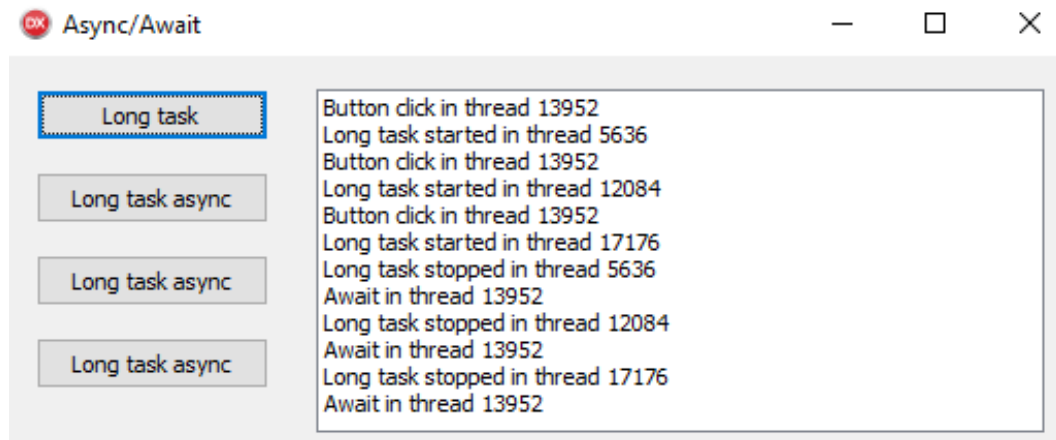 DX Async/Await
Long task
Long task async
Long task async
Long task async
Button click in thread 13952
Long task started in thread 5636
Button click in thread 13952
Long task started in thread 12084
Button click in thread 13952
Long task started in thread 17176
Long task stopped in thread 5636
Await in thread 13952
Long task stopped in thread 12084
Await in thread 13952
Long task stopped in thread 17176
Await in thread 13952